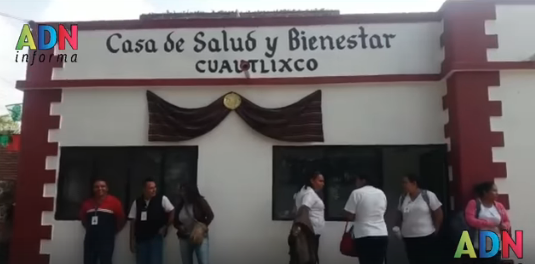 ADN
informa
Casa de Salud y Bienestar
CUAUTLIXCO
ADN